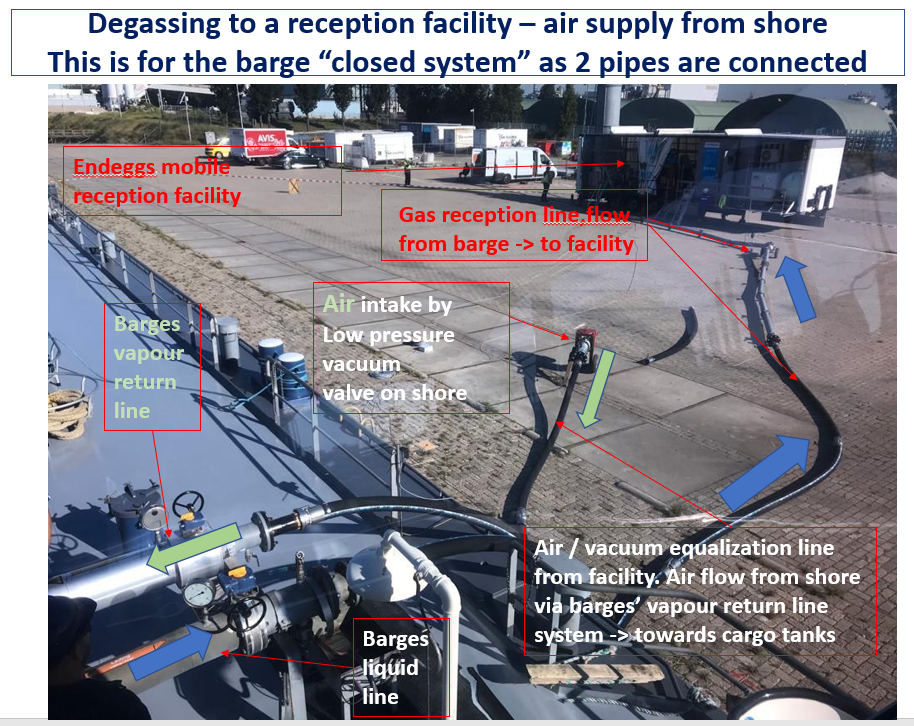 Degassing to a reception facility – air supply from shore
This is for the barge “closed system” as 2 pipes are connected
AVIS
Endeggs mobile
reception facility
Gas reception line,flow
from barge -> to facility
Air intake by
Low pressure
vacuum
valve on shore
Barges
vapour
return
line
Air / vacuum equalization line
from facility. Air flow from shore
via barges’ vapour return line
system -> towards cargo tanks
Barges
liquid
line